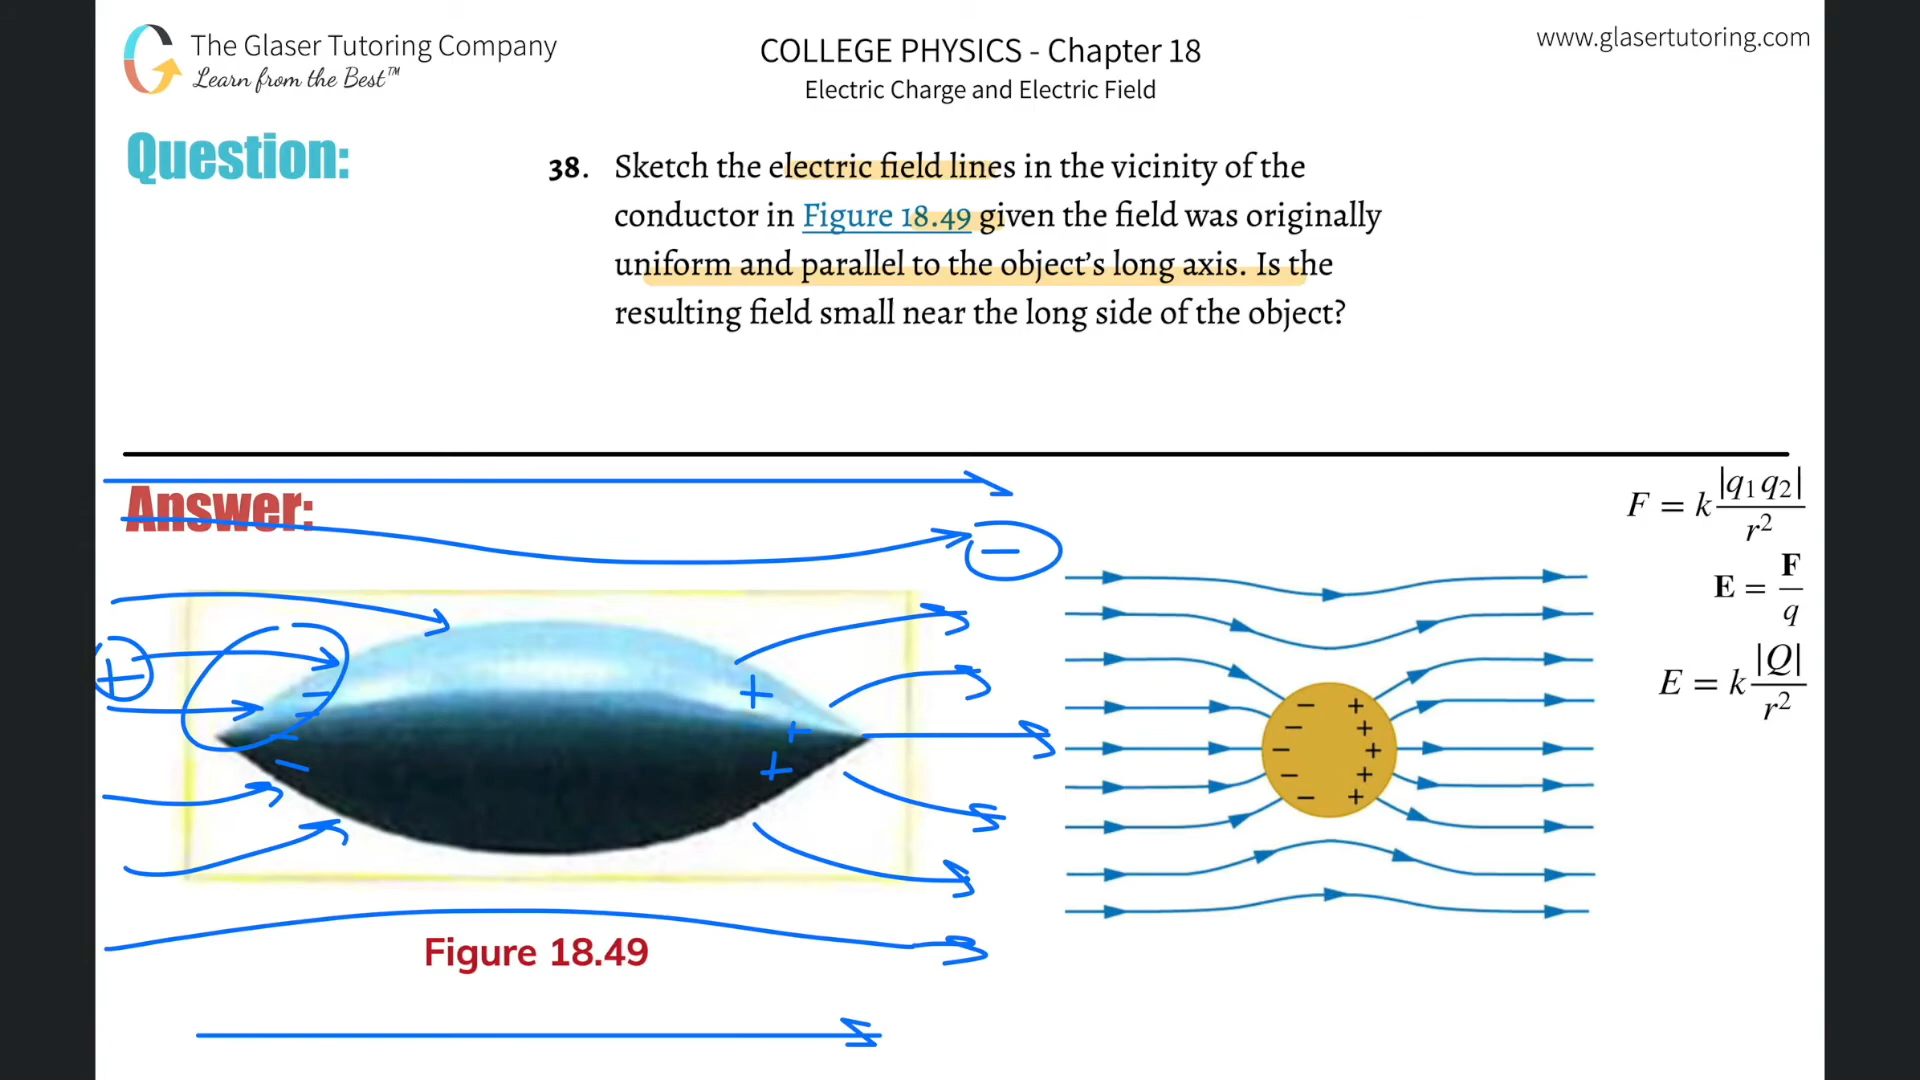 The Glaser Tutoring Company
Learn from the Best™
COLLEGE PHYSICS - Chapter 18
Electric Charge and Electric Field
www.glasertutoring.com
Question:
38. Sketch the electric field lines in the vicinity of the
conductor in Figure 18.49 given the field was originally
uniform and parallel to the object's long axis. Is the
resulting field small near the long side of the object?
Answer:
F = k |q1 q2| / r²
E = F / q
E = k |Q| / r²
Figure 18.49